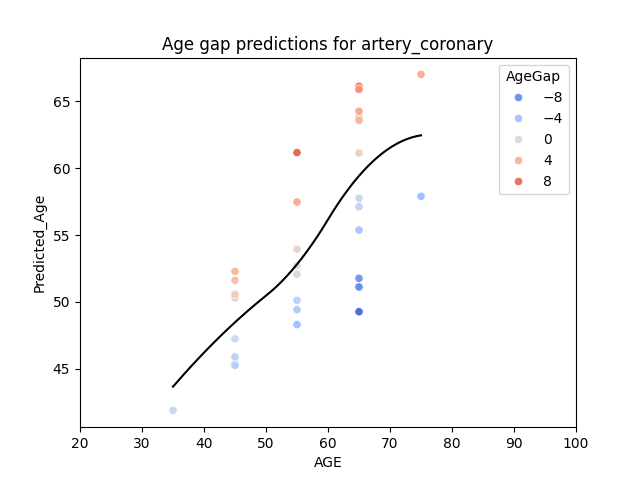 Age gap predictions for artery_coronary
AgeGap
−8
−4
0
4
8
Predicted_Age
65
60
55
50
45
20 30 40 50 60 70 80 90 100
AGE